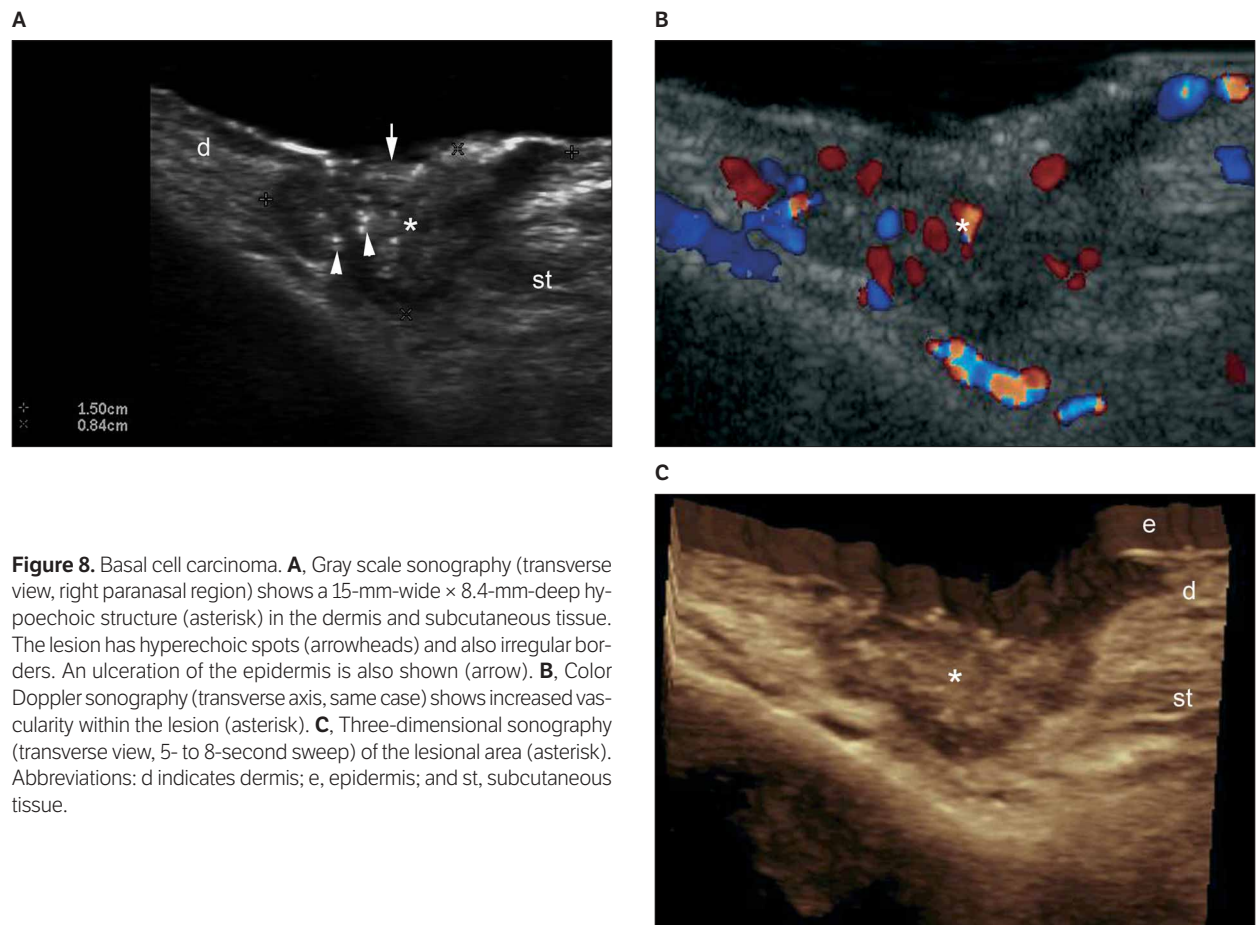 A
B
d
*
st
1.50cm
0.84cm
*
C
e
d
*
st
Figure 8. Basal cell carcinoma. A, Gray scale sonography (transverse
view, right paranasal region) shows a 15-mm-wide × 8.4-mm-deep hy-
poechoic structure (asterisk) in the dermis and subcutaneous tissue.
The lesion has hyperechoic spots (arrowheads) and also irregular bor-
ders. An ulceration of the epidermis is also shown (arrow). B, Color
Doppler sonography (transverse axis, same case) shows increased vas-
cularity within the lesion (asterisk). C, Three-dimensional sonography
(transverse view, 5- to 8-second sweep) of the lesional area (asterisk).
Abbreviations: d indicates dermis; e, epidermis; and st, subcutaneous
tissue.